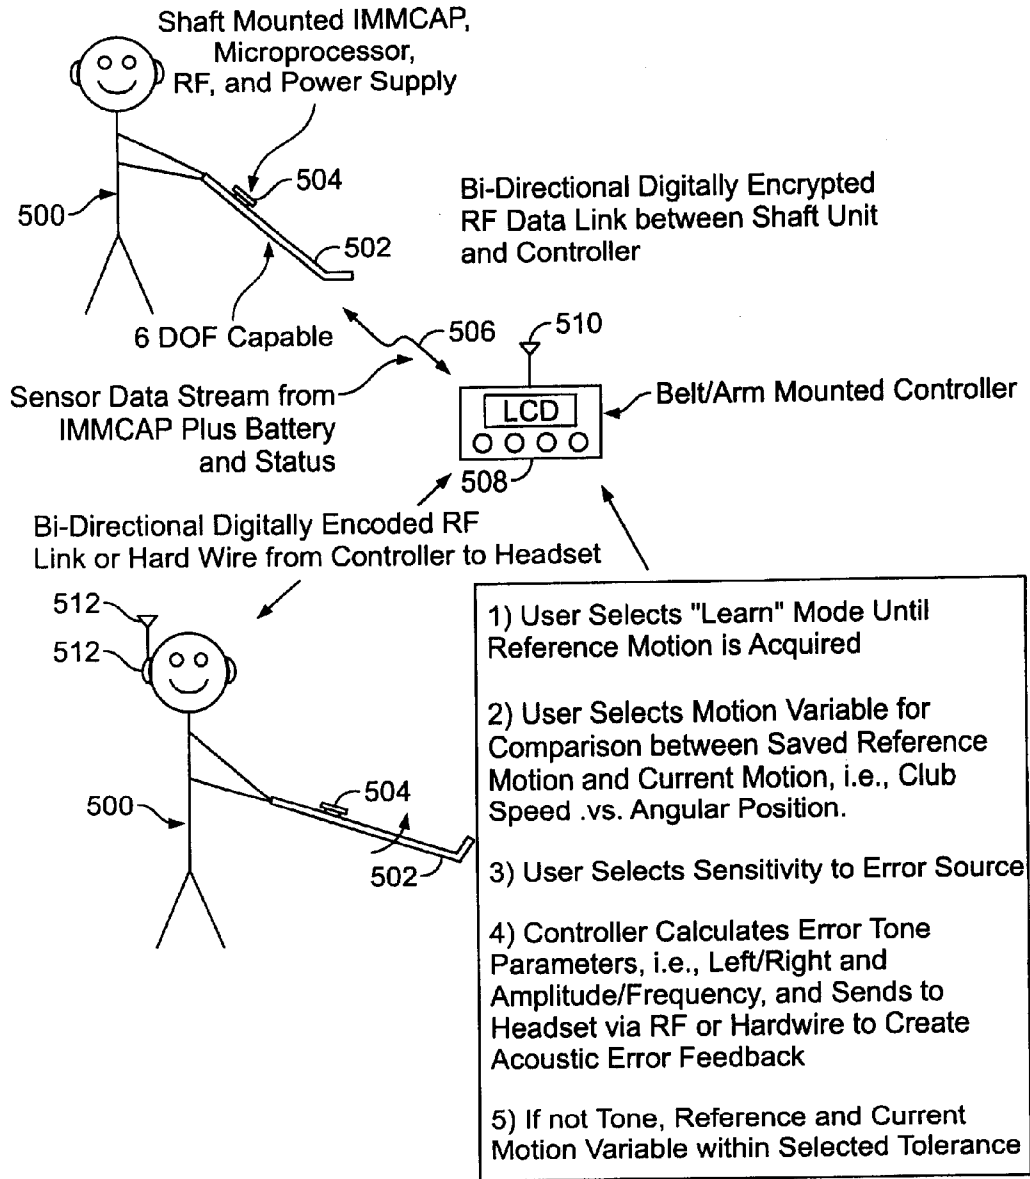 Shaft Mounted IMMCAP,
Microprocessor,
RF, and Power Supply
504
500
502
6 DOF Capable
Bi-Directional Digitally Encrypted
RF Data Link between Shaft Unit
and Controller
506
510
Sensor Data Stream from
IMMCAP Plus Battery
and Status
LCD
Belt/Arm Mounted Controller
508
Bi-Directional Digitally Encoded RF
Link or Hard Wire from Controller to Headset
512
512
504
500
502
1) User Selects "Learn" Mode Until
Reference Motion is Acquired
2) User Selects Motion Variable for
Comparison between Saved Reference
Motion and Current Motion, i.e., Club
Speed .vs. Angular Position.
3) User Selects Sensitivity to Error Source
4) Controller Calculates Error Tone
Parameters, i.e., Left/Right and
Amplitude/Frequency, and Sends to
Headset via RF or Hardwire to Create
Acoustic Error Feedback
5) If not Tone, Reference and Current
Motion Variable within Selected Tolerance